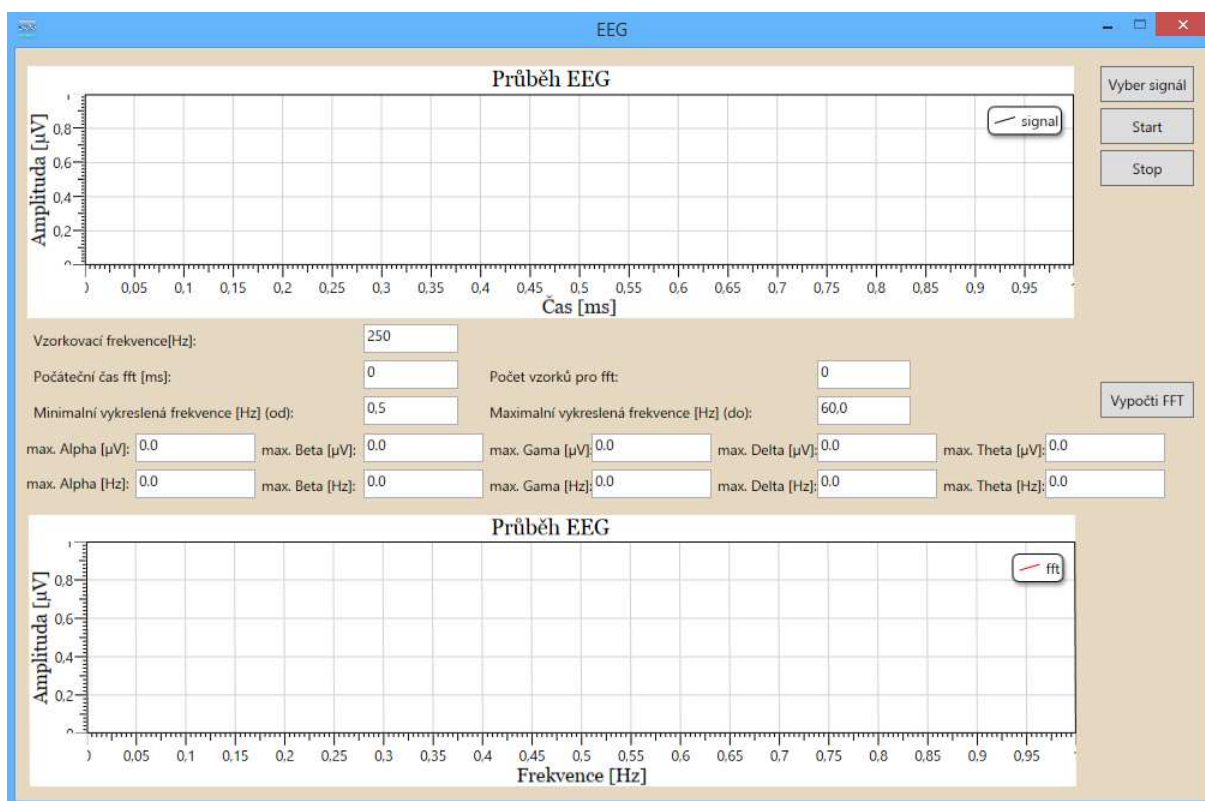 EEG
Průběh EEG
Vyber signál
Start
Stop
signal
Amplituda [µV]
0,8
0,6
0,4
0,2
0,05 0,1 0,15 0,2 0,25 0,3 0,35 0,4 0,45 0,5 0,55 0,6 0,65 0,7 0,75 0,8 0,85 0,9 0,95
Čas [ms]
Vzorkovací frekvence[Hz]: 250
Počáteční čas fft [ms]: 0 Počet vzorků pro fft: 0
Minimalní vykreslená frekvence [Hz] (od): 0,5 Maximalní vykreslená frekvence [Hz] (do): 60,0
Vypočti FFT
max. Alpha [µV]: 0.0 max. Beta [µV]: 0.0 max. Gama [µV]: 0.0 max. Delta [µV]: 0.0 max. Theta [µV]: 0.0
max. Alpha [Hz]: 0.0 max. Beta [Hz]: 0.0 max. Gama [Hz]: 0.0 max. Delta [Hz]: 0.0 max. Theta [Hz]: 0.0
Průběh EEG
fft
Amplituda [µV]
0,8
0,6
0,4
0,2
0,05 0,1 0,15 0,2 0,25 0,3 0,35 0,4 0,45 0,5 0,55 0,6 0,65 0,7 0,75 0,8 0,85 0,9 0,95
Frekvence [Hz]